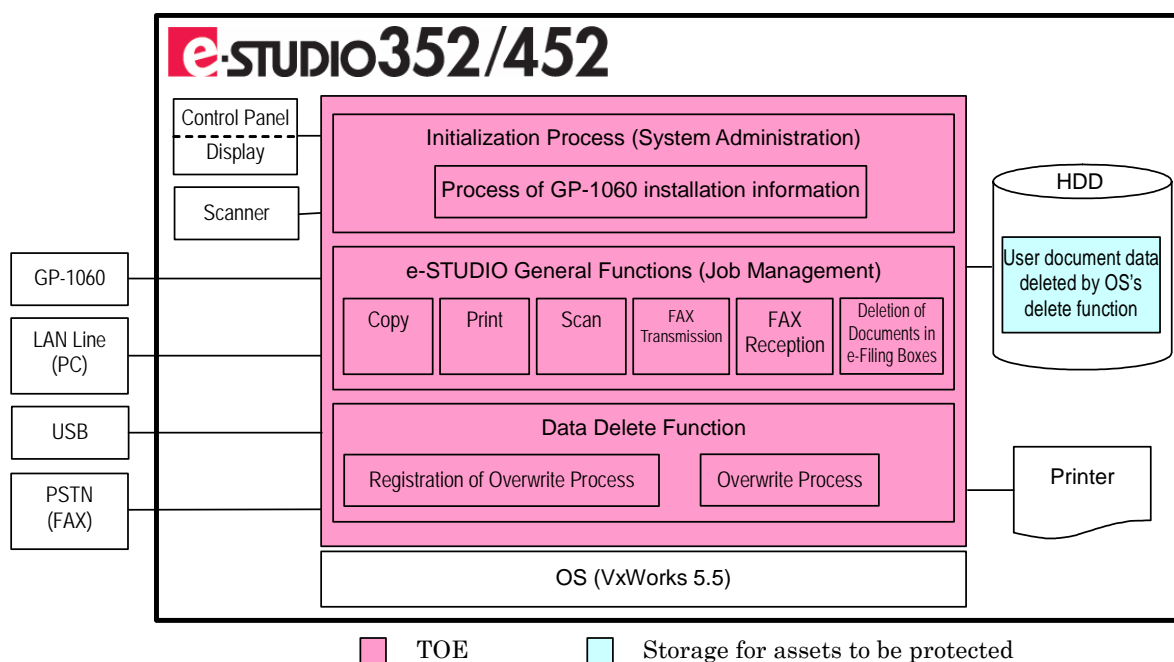 e-STUDIO352/452
Control Panel
Display
Scanner
GP-1060
LAN Line
(PC)
USB
PSTN
(FAX)
Initialization Process (System Administration)
Process of GP-1060 installation information
e-STUDIO General Functions (Job Management)
Copy
Print
Scan
FAX
Transmission
FAX
Reception
Deletion of
Documents in
e-Filing Boxes
Data Delete Function
Registration of Overwrite Process
Overwrite Process
OS (VxWorks 5.5)
HDD
User document data
deleted by OS's
delete function
Printer
TOE
Storage for assets to be protected